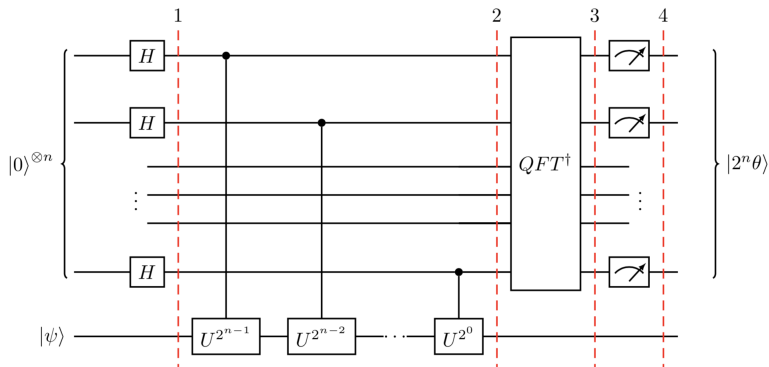 1 2 3 4
H
H
|0⟩^{⊗n} QFT† |2^nθ⟩
⋮ ⋮
H
|ψ⟩ U^{2^{n−1}} U^{2^{n−2}} ··· U^{2^0}